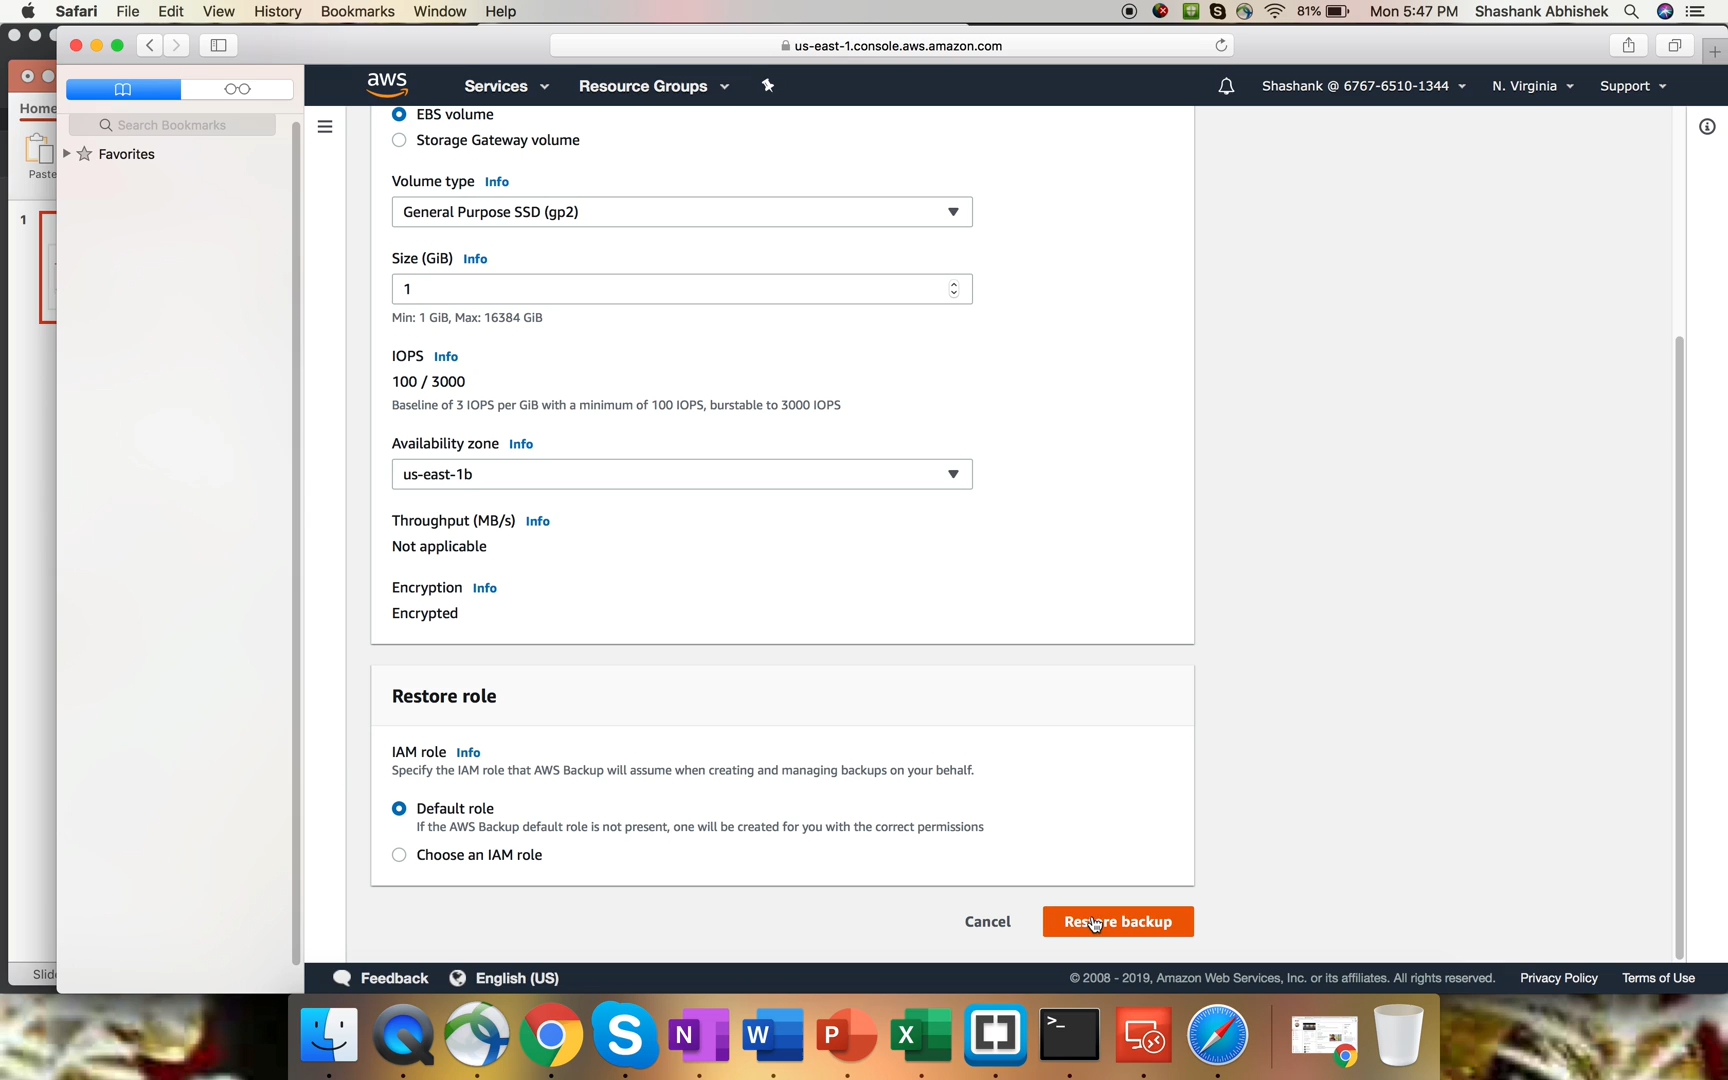 Safari File Edit View History Bookmarks Window Help
81% Mon 5:47 PM Shashank Abhishek
us-east-1.console.aws.amazon.com
Home
Paste
1
Search Bookmarks
Favorites
aws Services Resource Groups
Shashank @ 6767-6510-1344 N. Virginia Support
EBS volume
Storage Gateway volume
Volume type Info
General Purpose SSD (gp2)
Size (GiB) Info
1
Min: 1 GiB, Max: 16384 GiB
IOPS Info
100 / 3000
Baseline of 3 IOPS per GiB with a minimum of 100 IOPS, burstable to 3000 IOPS
Availability zone Info
us-east-1b
Throughput (MB/s) Info
Not applicable
Encryption Info
Encrypted
Restore role
IAM role Info
Specify the IAM role that AWS Backup will assume when creating and managing backups on your behalf.
Default role
If the AWS Backup default role is not present, one will be created for you with the correct permissions
Choose an IAM role
Cancel Restore backup
Slid
Feedback English (US)
© 2008 - 2019, Amazon Web Services, Inc. or its affiliates. All rights reserved. Privacy Policy Terms of Use
S N W P X >_